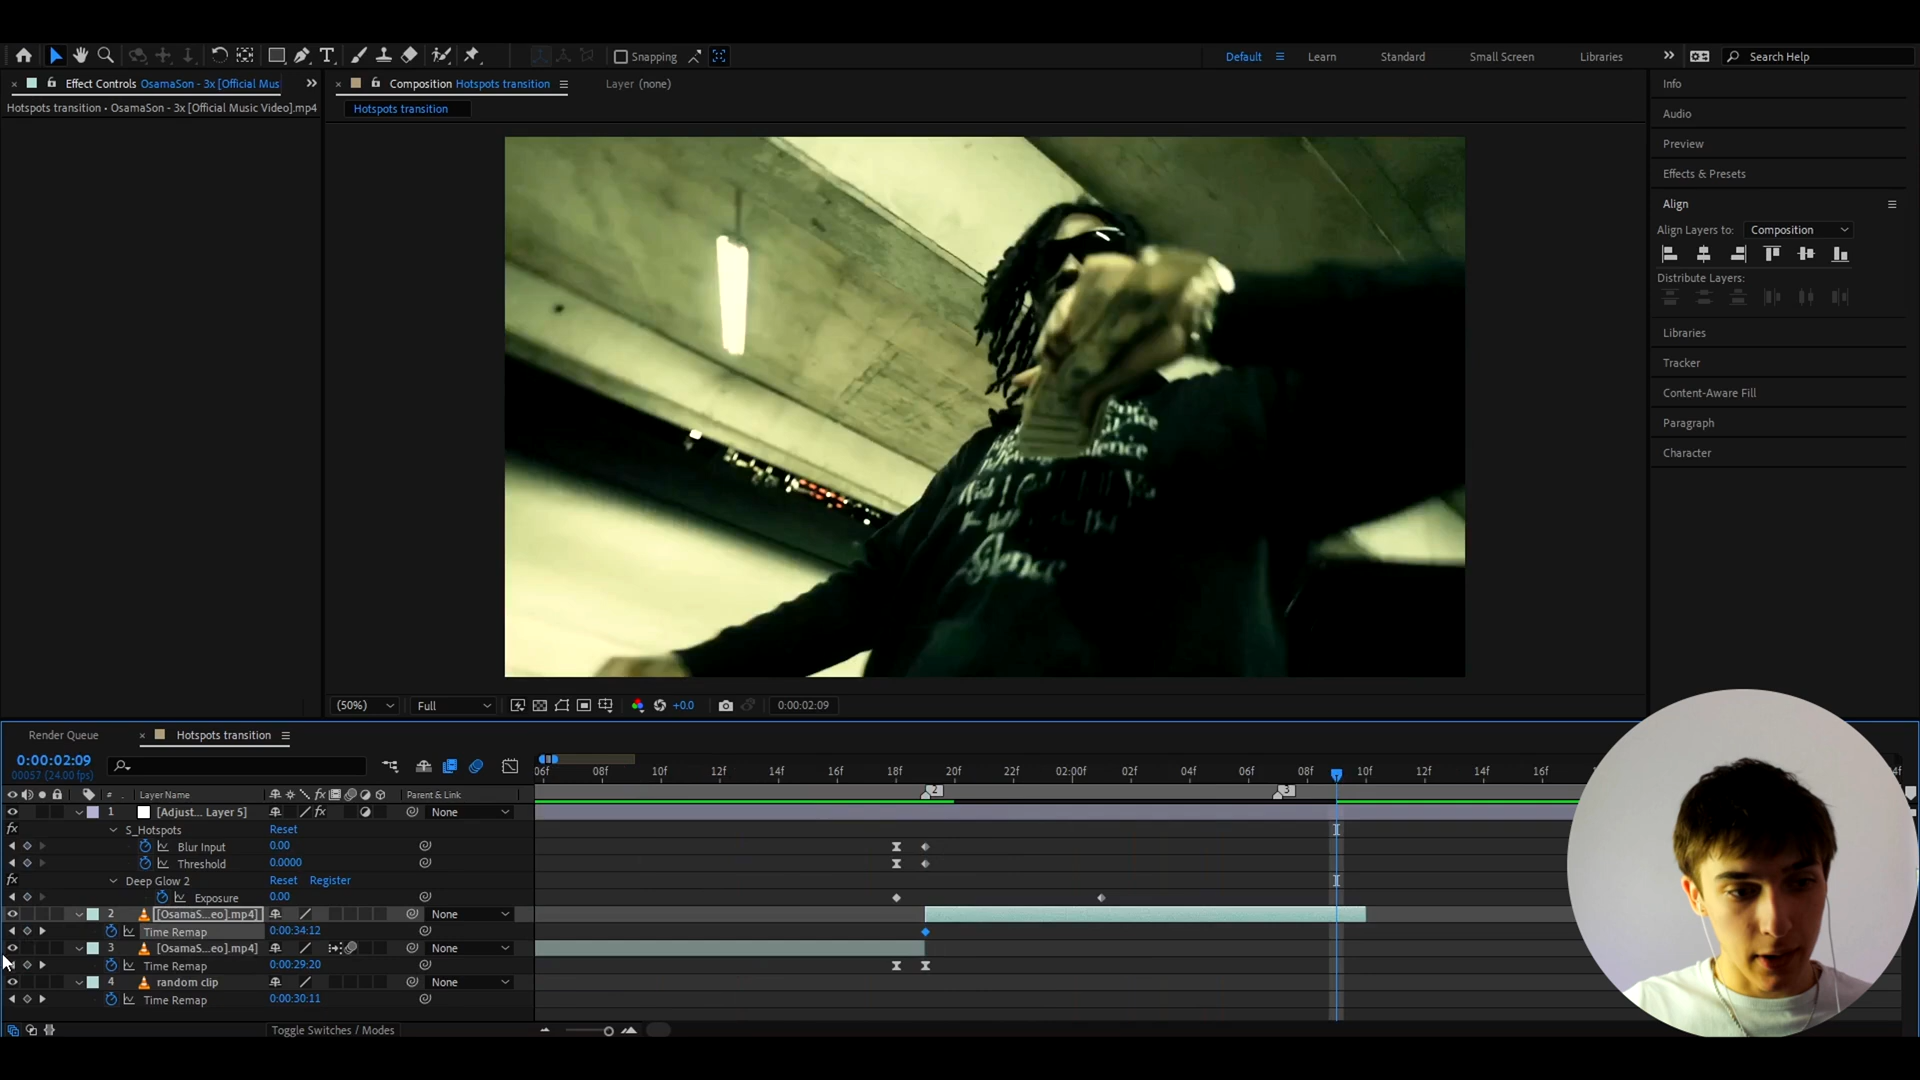 Snapping
Default
Learn
Standard
Small Screen
Libraries
Search Help
Effect Controls OsamaSon - 3x [Official Mus
Composition Hotspots transition
Layer (none)
Info
Hotspots transition • OsamaSon - 3x [Official Music Video].mp4
Hotspots transition
Audio
Preview
Effects & Presets
Align
Align Layers to: Composition
Distribute Layers:
Libraries
Tracker
Content-Aware Fill
Paragraph
Character
(50%)
Full
+0.0
0:00:02:09
Render Queue
Hotspots transition
0:00:02:09
00057 (24.00 fps)
06f 08f 10f 12f 14f 16f 18f 20f 22f 02:00f 02f 04f 06f 08f 10f 12f 14f 16f
# Layer Name Parent & Link
2 3
1 [Adjust... Layer 5] None
S_Hotspots Reset
Blur Input 0.00
Threshold 0.0000
Deep Glow 2 Reset Register
Exposure 0.00
2 [OsamaS...eo].mp4] None
Time Remap 0:00:34:12
3 [OsamaS...eo].mp4] None
Time Remap 0:00:29:20
4 random clip None
Time Remap 0:00:30:11
Toggle Switches / Modes